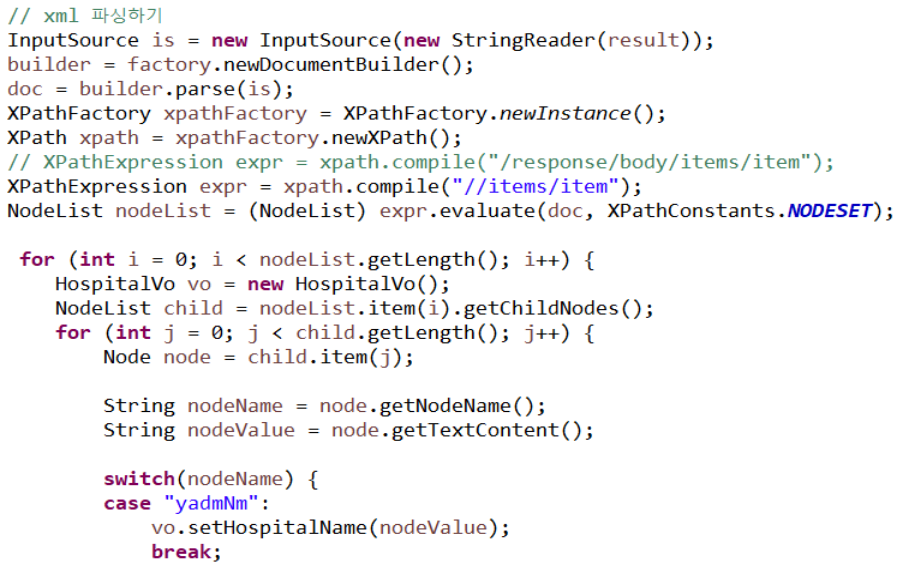 // xml 파싱하기
InputSource is = new InputSource(new StringReader(result));
builder = factory.newDocumentBuilder();
doc = builder.parse(is);
XPathFactory xpathFactory = XPathFactory.newInstance();
XPath xpath = xpathFactory.newXPath();
// XPathExpression expr = xpath.compile("/response/body/items/item");
XPathExpression expr = xpath.compile("//items/item");
NodeList nodeList = (NodeList) expr.evaluate(doc, XPathConstants.NODESET);
for (int i = 0; i < nodeList.getLength(); i++) {
HospitalVo vo = new HospitalVo();
NodeList child = nodeList.item(i).getChildNodes();
for (int j = 0; j < child.getLength(); j++) {
Node node = child.item(j);
String nodeName = node.getNodeName();
String nodeValue = node.getTextContent();
switch(nodeName) {
case "yadmNm":
vo.setHospitalName(nodeValue);
break;